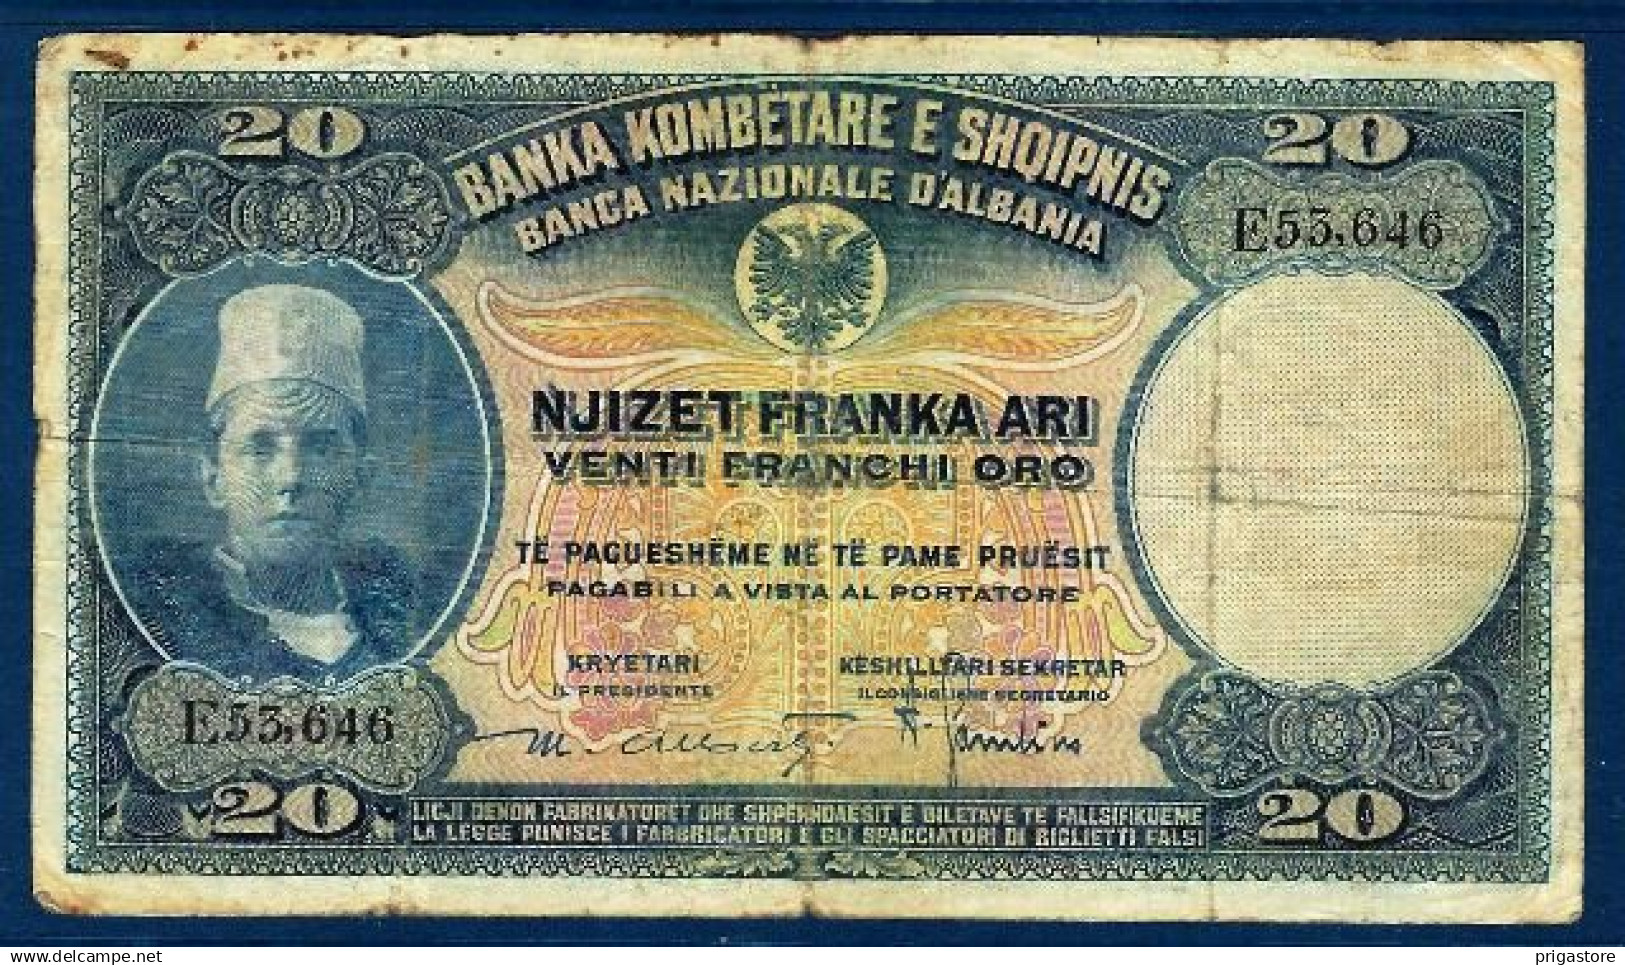 20
20
BANKA KOMBËTARE E SHQIPNIS
BANCA NAZIONALE D'ALBANIA
E53,646
NJIZET FRANKA ARI
VENTI FRANCHI ORO
TË PAGUESHËME NË TË PAME PRUËSIT
PAGABILI A VISTA AL PORTATORE
KRYETARI
IL PRESIDENTE
KËSHILLTARI SEKRETAR
IL CONSIGLIERE SEGRETARIO
E53,646
20
20
LIGJI DENON FABRIKATORET DHE SHPERNDAESIT E BILETAVE TE FALLSIFIKUEME
LA LEGGE PUNISCE I FABBRICATORI E GLI SPACCIATORI DI BIGLIETTI FALSI
prigastore